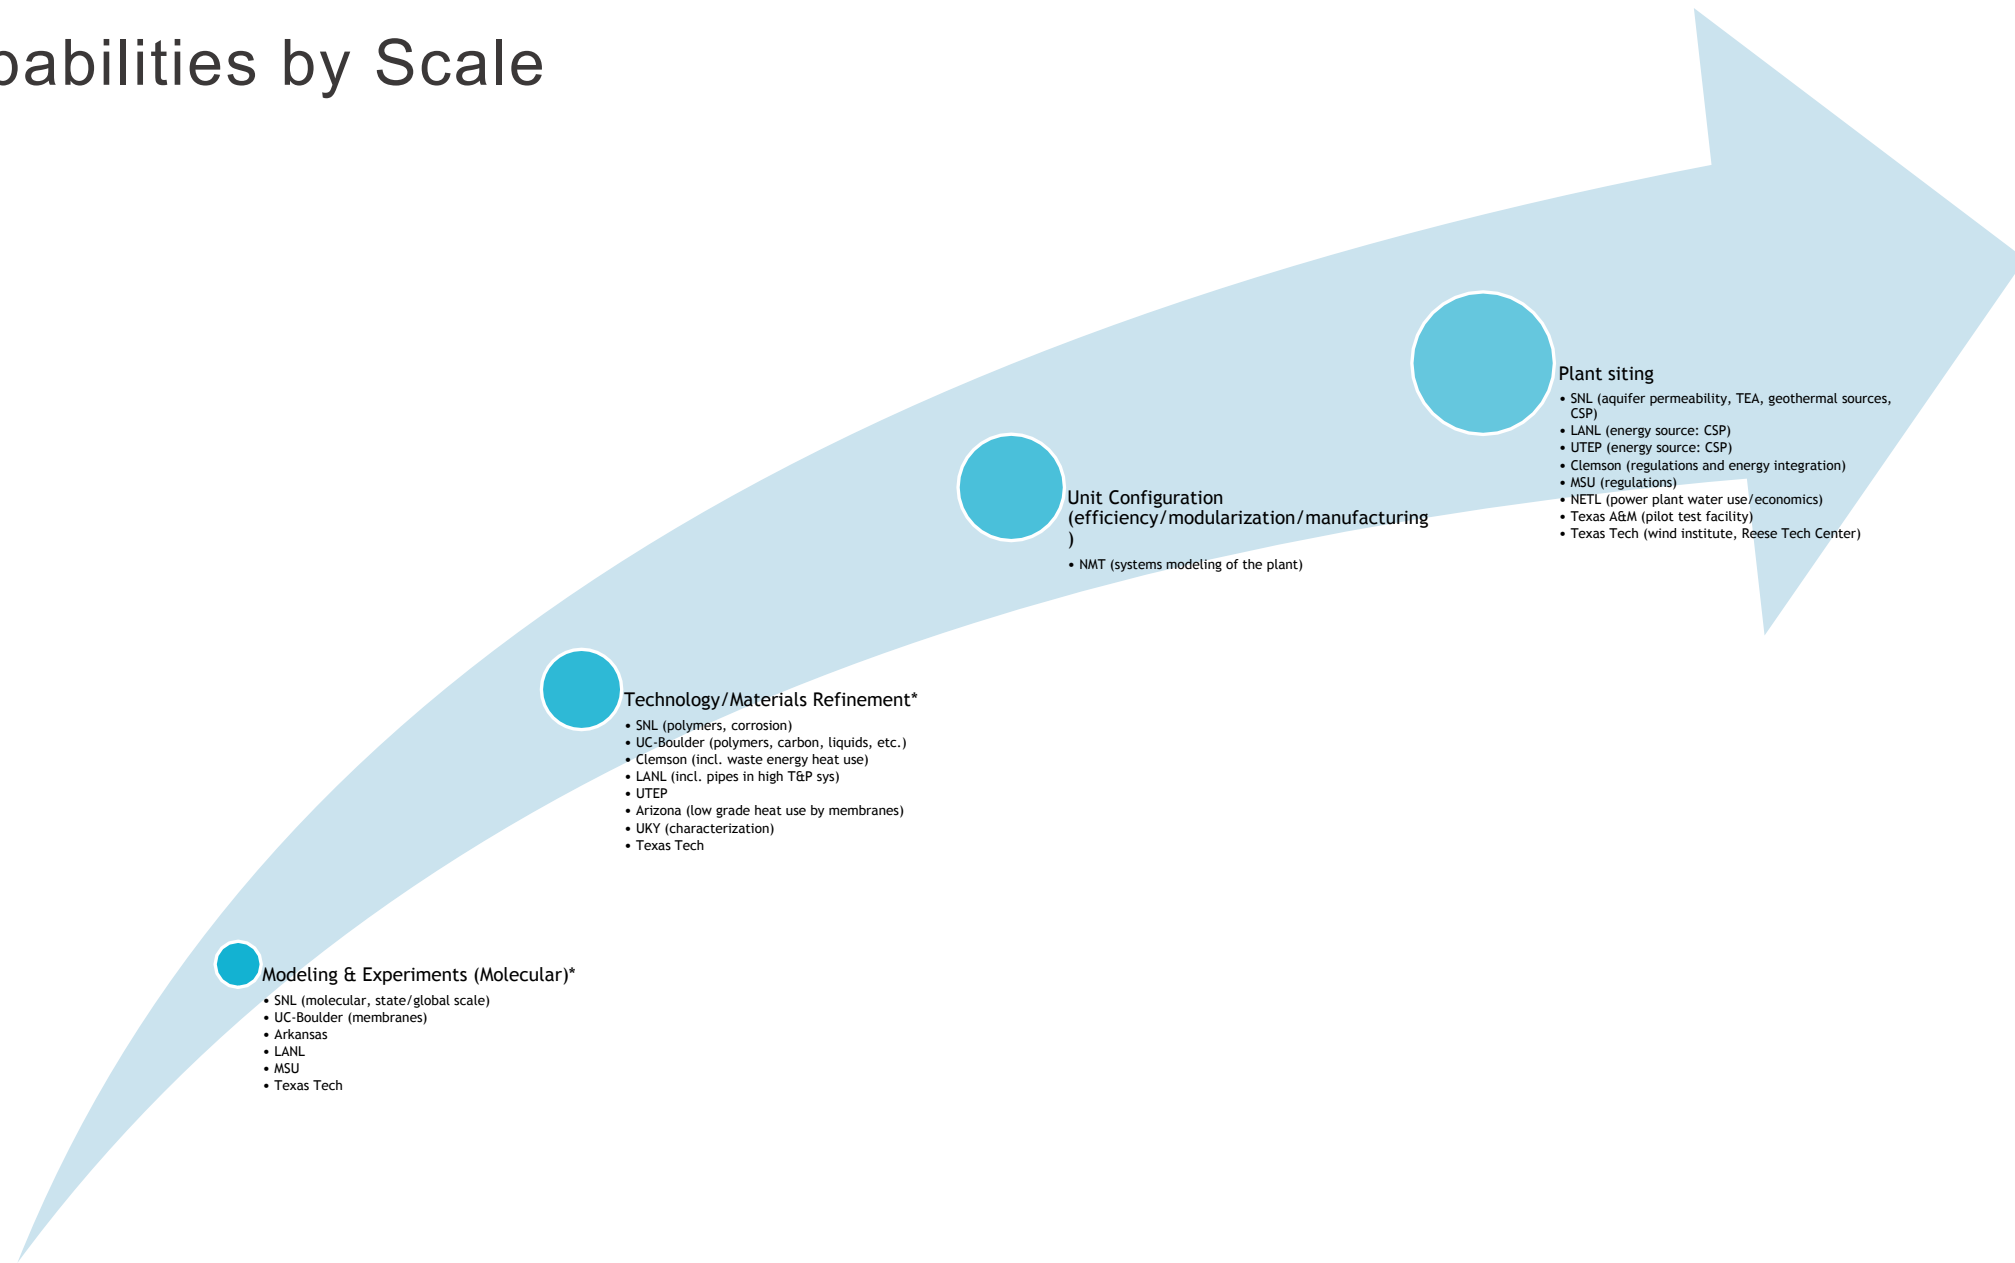 pabilities by Scale
Plant siting
• SNL (aquifer permeability, TEA, geothermal sources,
CSP)
• LANL (energy source: CSP)
• UTEP (energy source: CSP)
• Clemson (regulations and energy integration)
• MSU (regulations)
• NETL (power plant water use/economics)
• Texas A&M (pilot test facility)
• Texas Tech (wind institute, Reese Tech Center)
Unit Configuration
(efficiency/modularization/manufacturing
)
• NMT (systems modeling of the plant)
Technology/Materials Refinement*
• SNL (polymers, corrosion)
• UC-Boulder (polymers, carbon, liquids, etc.)
• Clemson (incl. waste energy heat use)
• LANL (incl. pipes in high T&P sys)
• UTEP
• Arizona (low grade heat use by membranes)
• UKY (characterization)
• Texas Tech
Modeling & Experiments (Molecular)*
• SNL (molecular, state/global scale)
• UC-Boulder (membranes)
• Arkansas
• LANL
• MSU
• Texas Tech